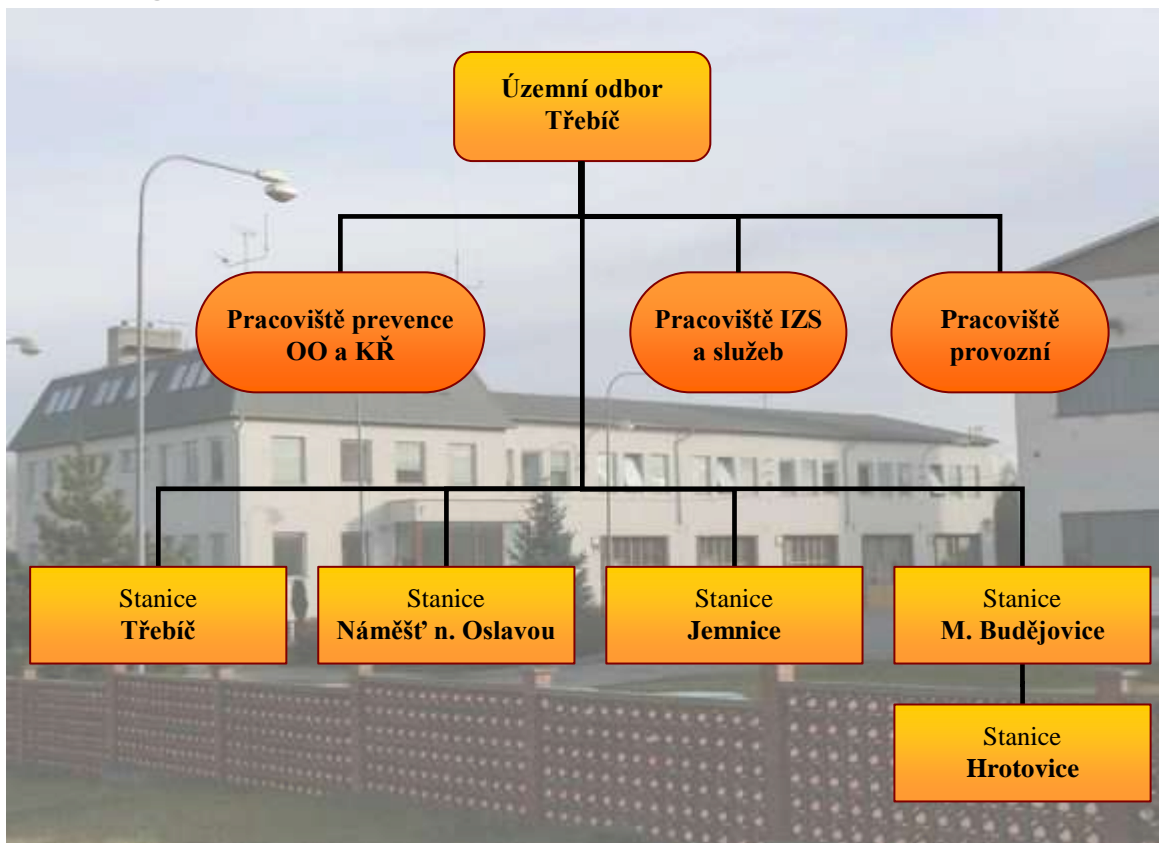 Územní odbor
Třebíč
Pracoviště prevence
OO a KŘ
Pracoviště IZS
a služeb
Pracoviště
provozní
Stanice
Třebíč
Stanice
Náměšť n. Oslavou
Stanice
Jemnice
Stanice
M. Budějovice
Stanice
Hrotovice